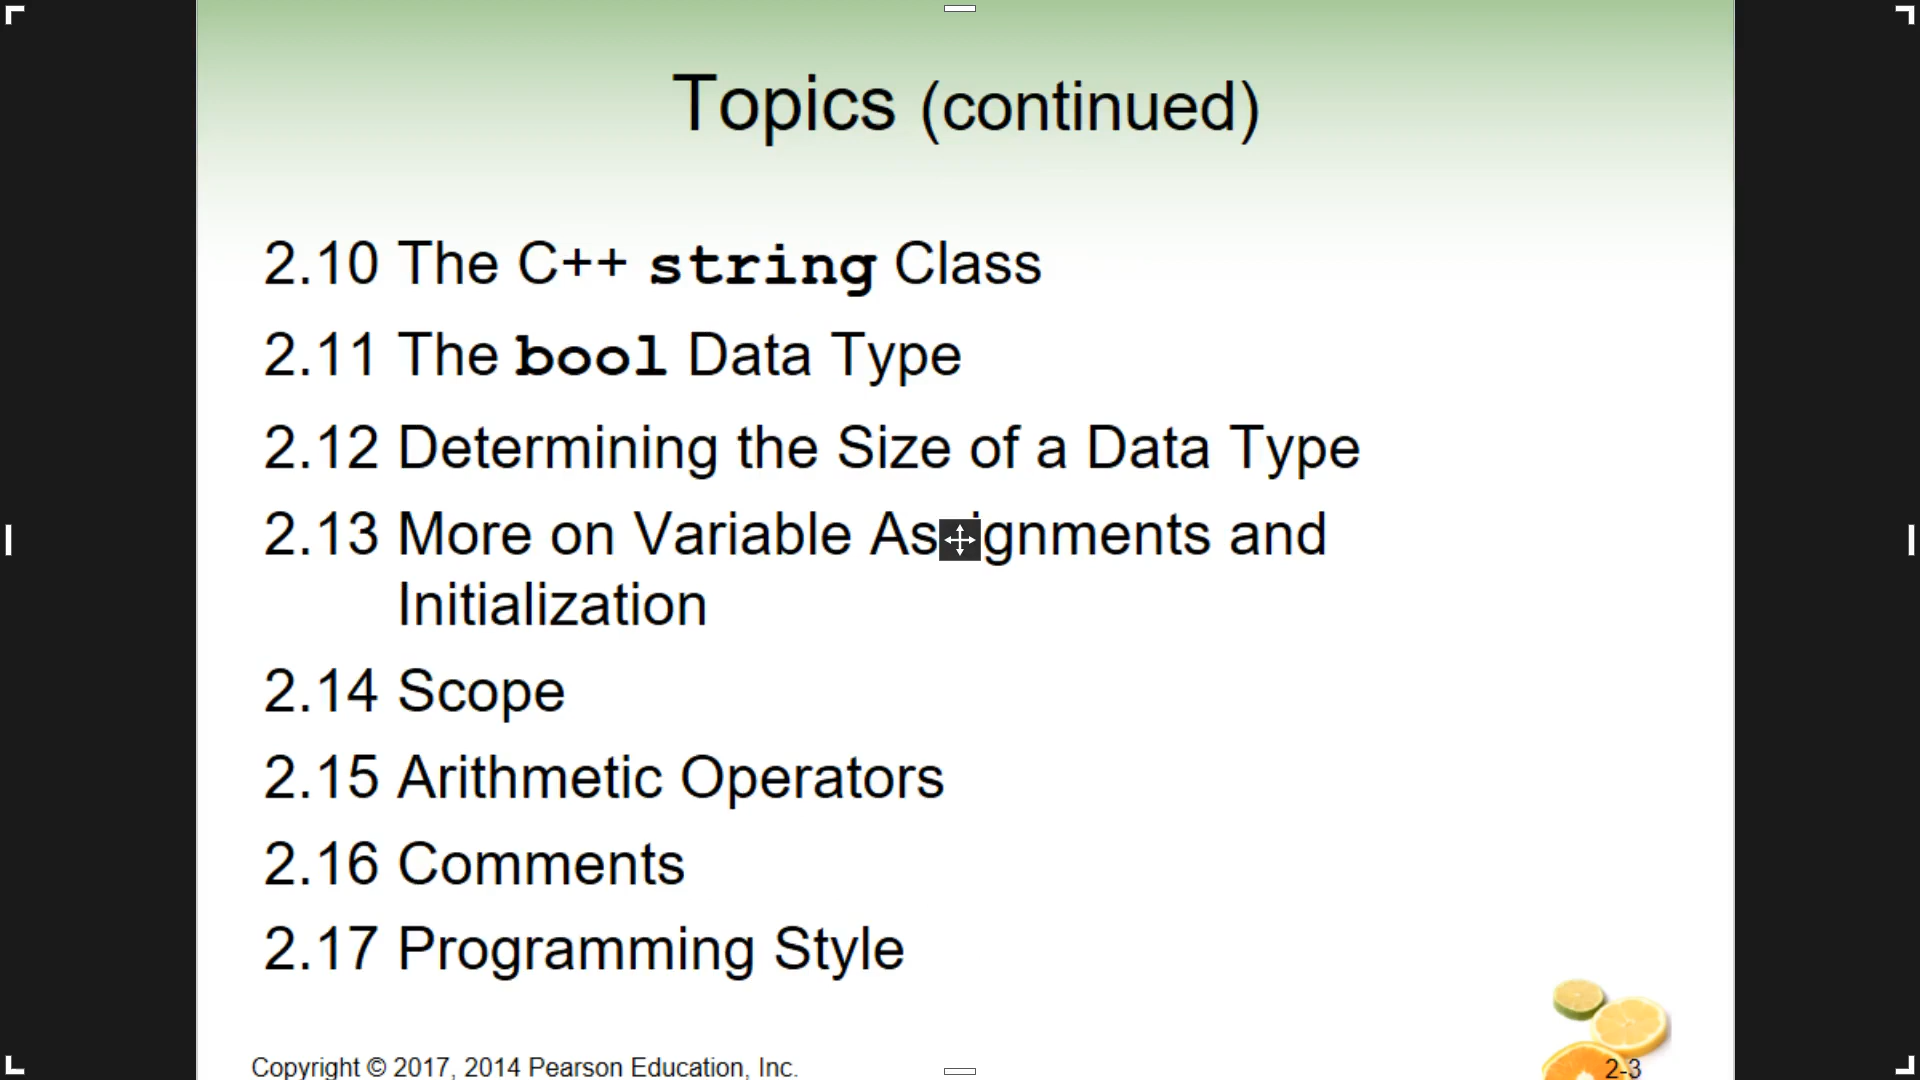 Topics (continued)
2.10 The C++ string Class
2.11 The bool Data Type
2.12 Determining the Size of a Data Type
2.13 More on Variable Assignments and
Initialization
2.14 Scope
2.15 Arithmetic Operators
2.16 Comments
2.17 Programming Style
Copyright © 2017, 2014 Pearson Education, Inc.
2-3